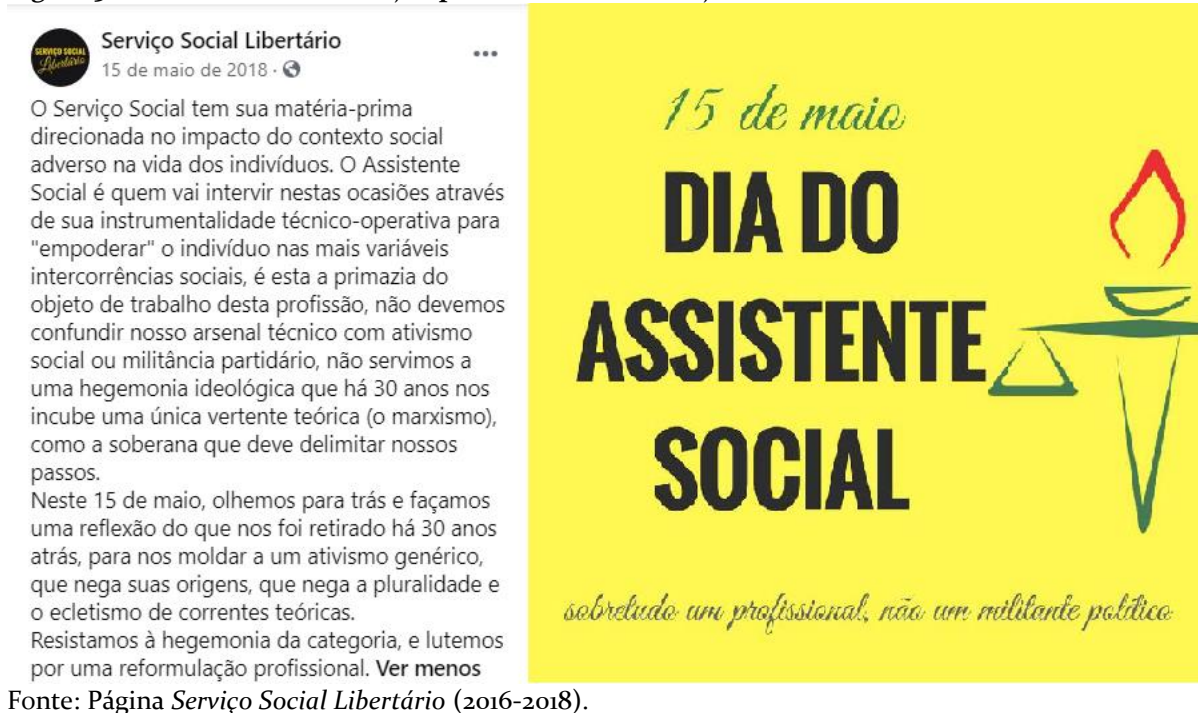 Serviço Social Libertário
15 de maio de 2018
SERVIÇO SOCIAL
Libertário
O Serviço Social tem sua matéria-prima
direcionada no impacto do contexto social
adverso na vida dos indivíduos. O Assistente
Social é quem vai intervir nestas ocasiões através
de sua instrumentalidade técnico-operativa para
"empoderar" o indivíduo nas mais variáveis
intercorrências sociais, é esta a primazia do
objeto de trabalho desta profissão, não devemos
confundir nosso arsenal técnico com ativismo
social ou militância partidário, não servimos a
uma hegemonia ideológica que há 30 anos nos
incube uma única vertente teórica (o marxismo),
como a soberana que deve delimitar nossos
passos.
Neste 15 de maio, olhemos para trás e façamos
uma reflexão do que nos foi retirado há 30 anos
atrás, para nos moldar a um ativismo genérico,
que nega suas origens, que nega a pluralidade e
o ecletismo de correntes teóricas.
Resistamos à hegemonia da categoria, e lutemos
por uma reformulação profissional. Ver menos
15 de maio
DIA DO
ASSISTENTE
SOCIAL
sobretudo um profissional, não um militante político
Fonte: Página Serviço Social Libertário (2016-2018).